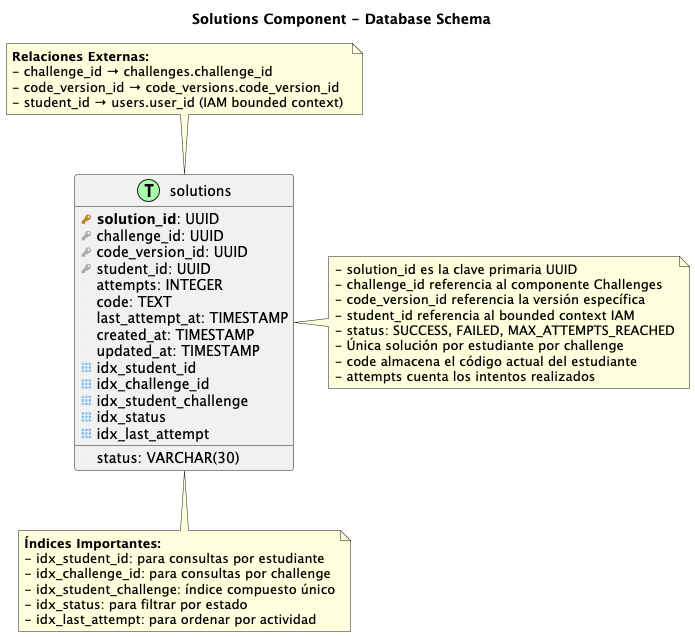 Solutions Component – Database Schema
Relaciones Externas:
– challenge_id → challenges.challenge_id
– code_version_id → code_versions.code_version_id
– student_id → users.user_id (IAM bounded context)
T solutions
solution_id: UUID
challenge_id: UUID
code_version_id: UUID
student_id: UUID
attempts: INTEGER
code: TEXT
last_attempt_at: TIMESTAMP
created_at: TIMESTAMP
updated_at: TIMESTAMP
idx_student_id
idx_challenge_id
idx_student_challenge
idx_status
idx_last_attempt
status: VARCHAR(30)
– solution_id es la clave primaria UUID
– challenge_id referencia al componente Challenges
– code_version_id referencia la versión específica
– student_id referencia al bounded context IAM
– status: SUCCESS, FAILED, MAX_ATTEMPTS_REACHED
– Única solución por estudiante por challenge
– code almacena el código actual del estudiante
– attempts cuenta los intentos realizados
Índices Importantes:
– idx_student_id: para consultas por estudiante
– idx_challenge_id: para consultas por challenge
– idx_student_challenge: índice compuesto único
– idx_status: para filtrar por estado
– idx_last_attempt: para ordenar por actividad